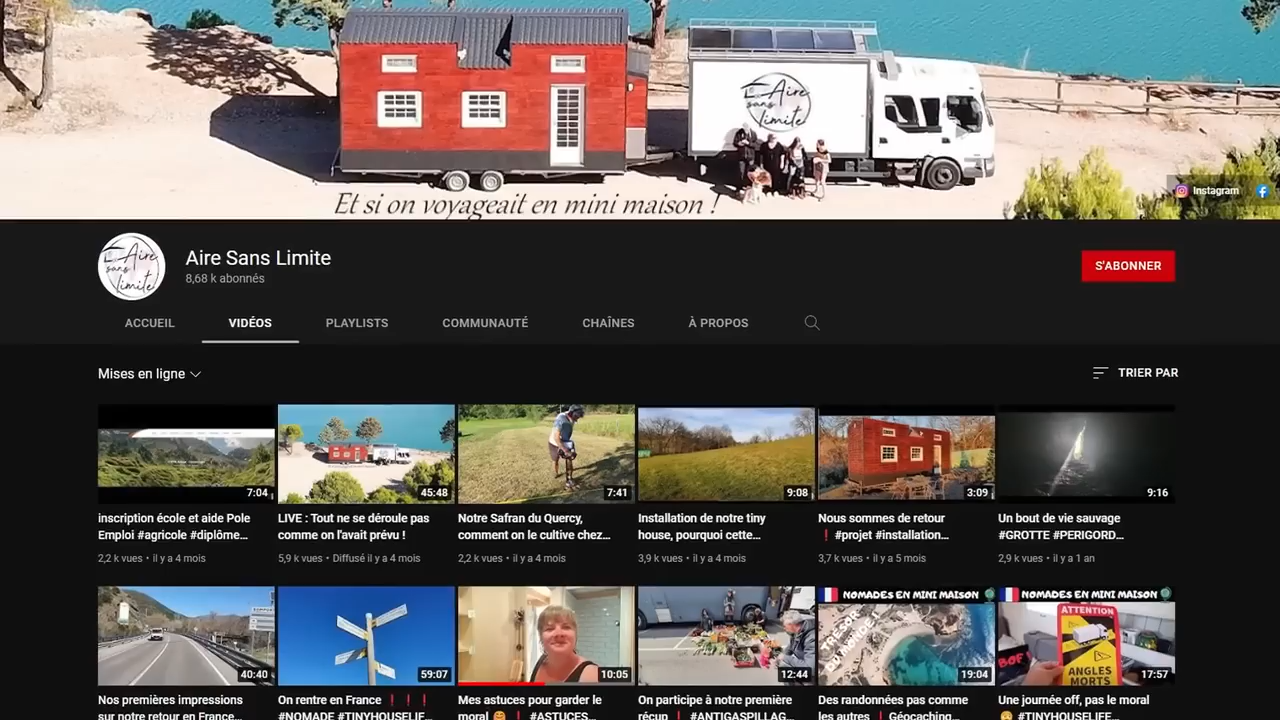 L'Aire
sans
limite
Et si on voyageait en mini maison !
Instagram
L'Aire
sans
limite
Aire Sans Limite
8,68 k abonnés
S'ABONNER
ACCUEIL VIDÉOS PLAYLISTS COMMUNAUTÉ CHAÎNES À PROPOS
Mises en ligne TRIER PAR
7:04 45:48 7:41 9:08 3:09 9:16
inscription école et aide Pole
Emploi #agricole #diplôme...
2,2 k vues • il y a 4 mois
LIVE : Tout ne se déroule pas
comme on l'avait prévu !
5,9 k vues • Diffusé il y a 4 mois
Notre Safran du Quercy,
comment on le cultive chez...
2,2 k vues • il y a 4 mois
Installation de notre tiny
house, pourquoi cette...
3,9 k vues • il y a 4 mois
Nous sommes de retour
❗ #projet #installation...
3,7 k vues • il y a 5 mois
Un bout de vie sauvage
#GROTTE #PERIGORD...
2,9 k vues • il y a 1 an
NOMADES EN MINI MAISON
TRÉSOR
DU MONDE !
NOMADES EN MINI MAISON
ATTENTION
BOF
ANGLES
MORTS
40:40 59:07 10:05 12:44 19:04 17:57
Nos premières impressions
sur notre retour en France...
On rentre en France ❗❗❗
#NOMADE #TINYHOUSELIFE...
Mes astuces pour garder le
moral 🤗 ❗ #ASTUCES...
On participe à notre première
récup ❗ #ANTIGASPILLAG...
Des randonnées pas comme
les autres ❗Géocaching...
Une journée off, pas le moral
😥 #TINYHOUSELIFE...